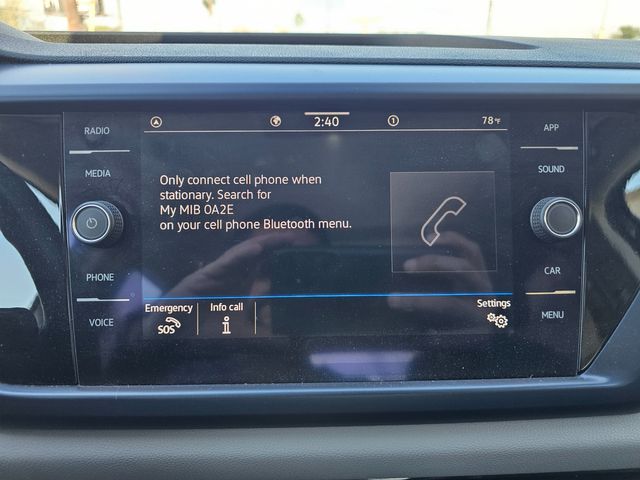 RADIO
MEDIA
PHONE
VOICE
2:40
1
78 °F
Only connect cell phone when
stationary. Search for
My MIB 0A2E
on your cell phone Bluetooth menu.
Emergency
SOS
Info call
i
Settings
APP
SOUND
CAR
MENU